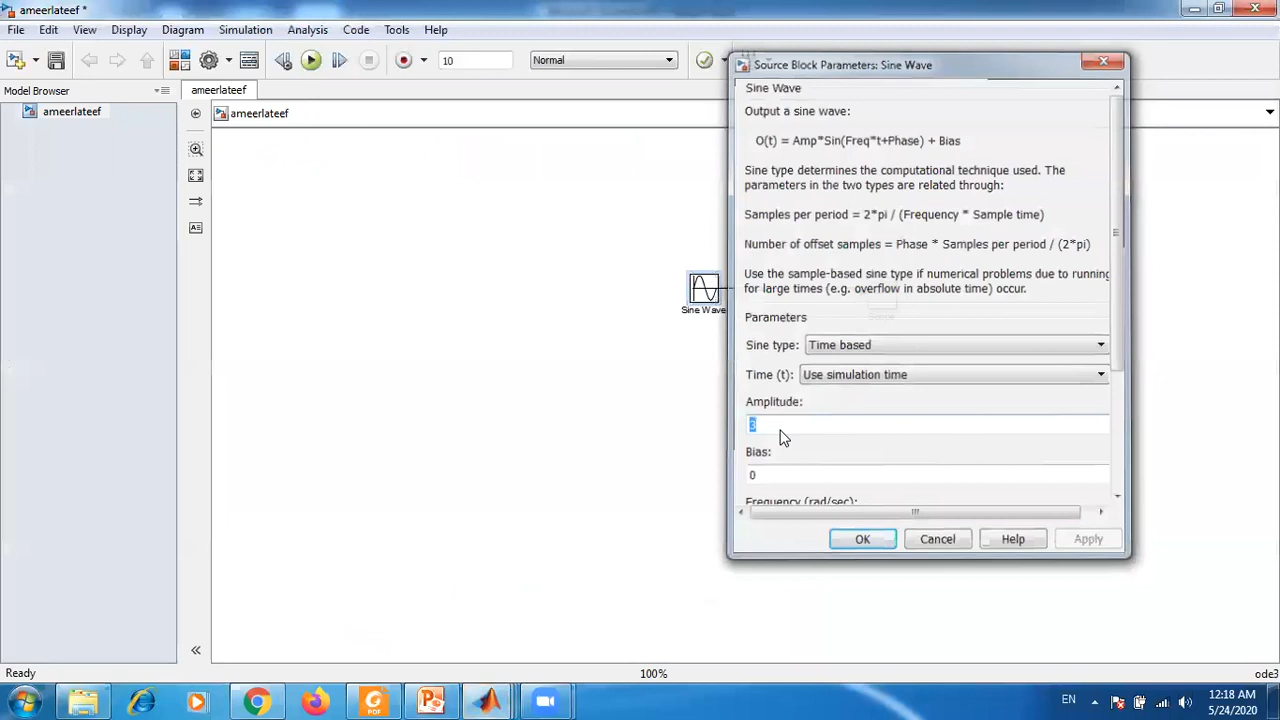 ameerlateef *
File Edit View Display Diagram Simulation Analysis Code Tools Help
10 Normal
Model Browser
ameerlateef
ameerlateef
ameerlateef
Sine Wave
Source Block Parameters: Sine Wave
Sine Wave
Output a sine wave:
O(t) = Amp*Sin(Freq*t+Phase) + Bias
Sine type determines the computational technique used. The
parameters in the two types are related through:
Samples per period = 2*pi / (Frequency * Sample time)
Number of offset samples = Phase * Samples per period / (2*pi)
Use the sample-based sine type if numerical problems due to running
for large times (e.g. overflow in absolute time) occur.
Parameters
Sine type: Time based
Time (t): Use simulation time
Amplitude:
3
Bias:
0
Frequency (rad/sec):
OK Cancel Help Apply
Ready 100% ode3
PDF
EN
12:18 AM
5/24/2020